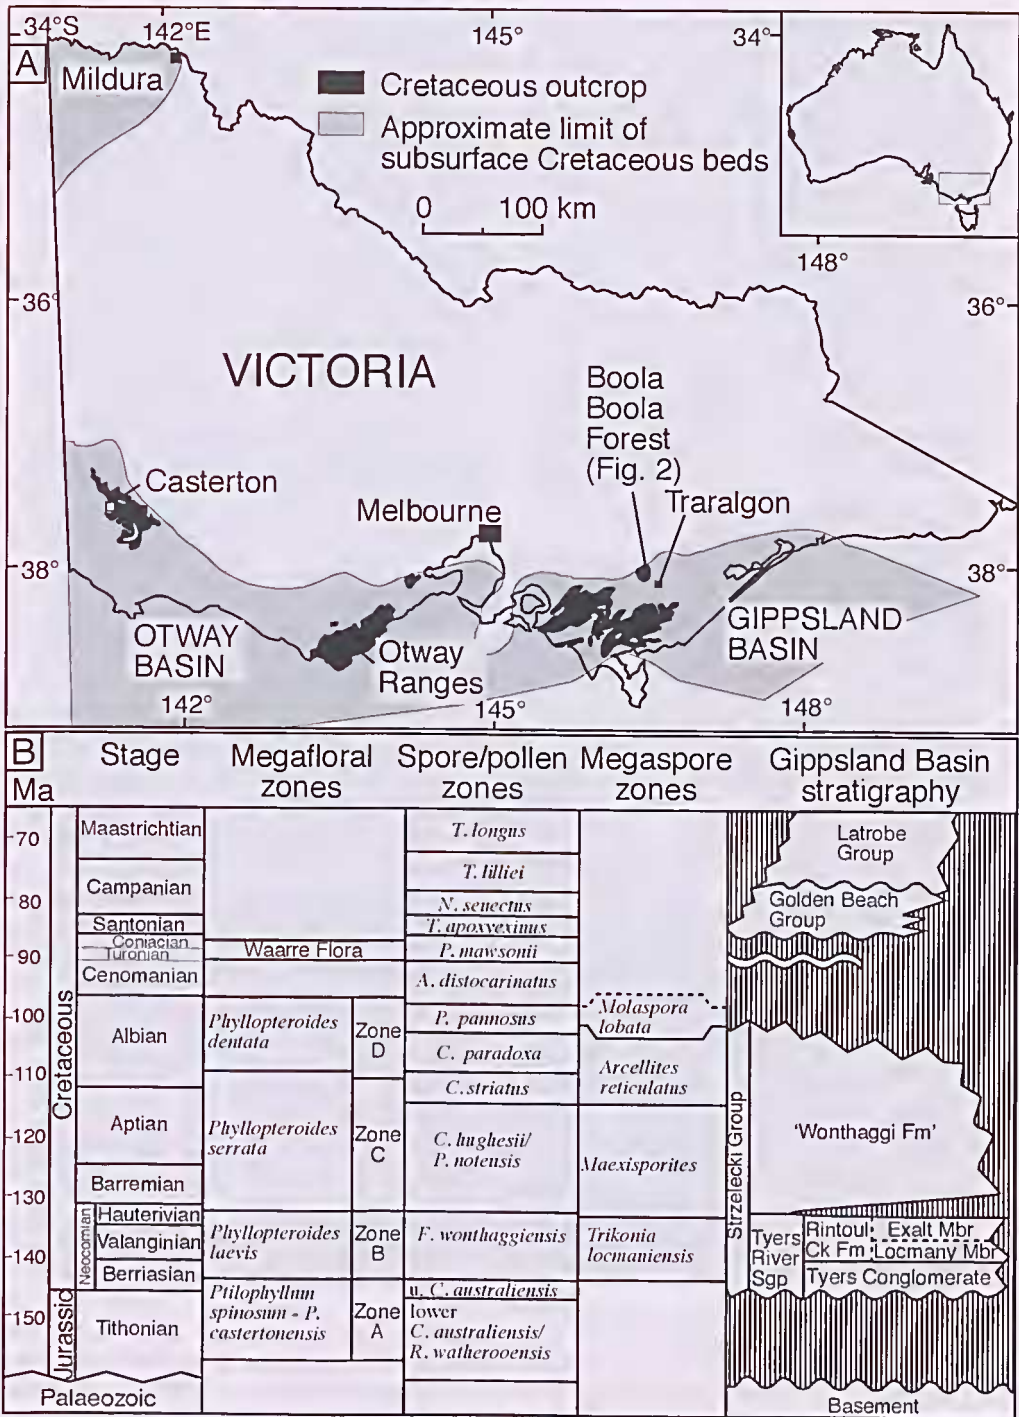 34°S
142°E
145°
34°
A
Mildura
Cretaceous outcrop
Approximate limit of
subsurface Cretaceous beds
0 100 km
148°
36°
36°
VICTORIA
Boola
Boola
Forest
(Fig. 2)
Traralgon
Casterton
Melbourne
38°
38°
OTWAY
BASIN
Otway
Ranges
GIPPSLAND
BASIN
142°
145°
148°
B
Ma
Stage
Megafloral
zones
Spore/pollen
zones
Megaspore
zones
Gippsland Basin
stratigraphy
70
80
90
100
110
120
130
140
150
Cretaceous
Jurassic
Neocomian
Maastrichtian
Campanian
Santonian
Coniacian
Turonian
Cenomanian
Albian
Aptian
Barremian
Hauterivian
Valanginian
Berriasian
Tithonian
Palaeozoic
Waarre Flora
Phyllopteroides
dentata
Zone
D
Phyllopteroides
serrata
Zone
C
Phyllopteroides
laevis
Zone
B
Ptilophyllum
spinosum - P.
castertonensis
Zone
A
T. longus
T. lilliei
N. senectus
T. apoxyexinus
P. mawsonii
A. distocarinatus
P. pannosus
C. paradoxa
C. striatus
C. hughesii/
P. notensis
F. wonthaggiensis
u. C. australiensis
lower
C. australiensis/
R. watherooensis
Molaspora
lobata
Arcellites
reticulatus
Maexisporites
Trikonia
locmaniensis
Latrobe
Group
Golden Beach
Group
Strzelecki Group
'Wonthaggi Fm'
Tyers
River
Sgp
Rintoul
Ck Fm
Exalt Mbr
Locmany Mbr
Tyers Conglomerate
Basement